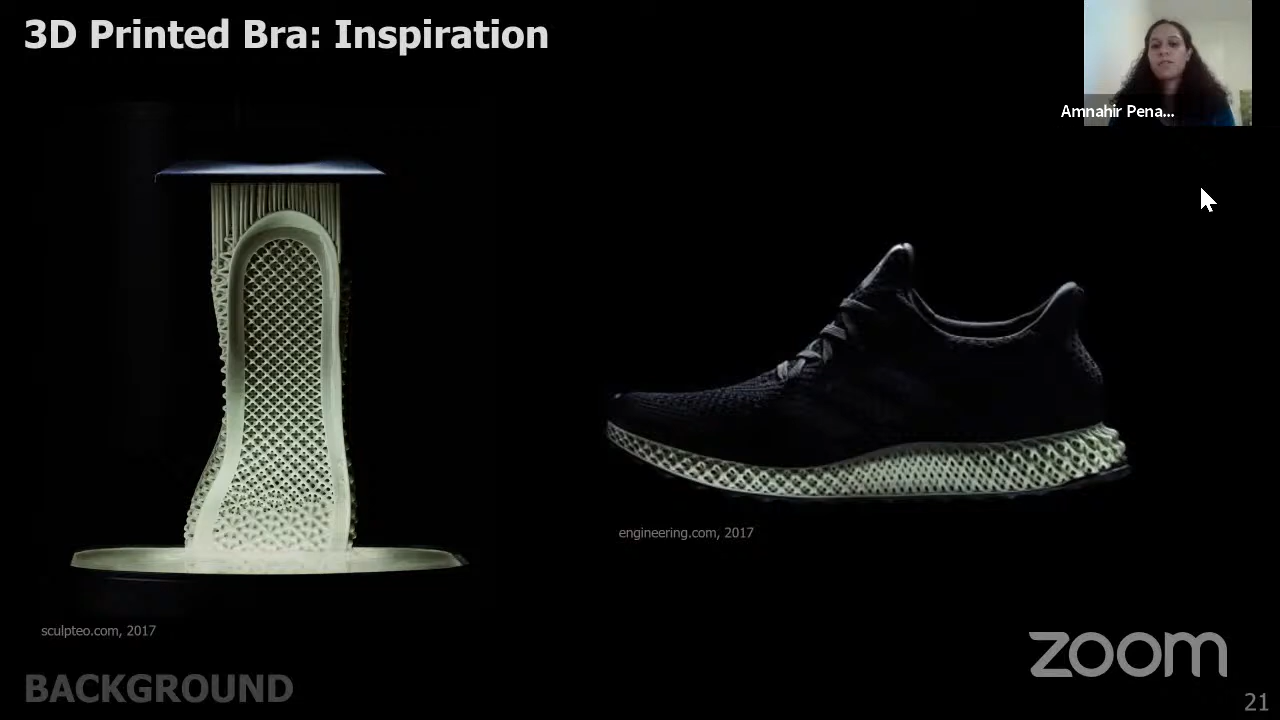 3D Printed Bra: Inspiration
Amnahir Pena...
engineering.com, 2017
sculpteo.com, 2017
zoom
BACKGROUND
21